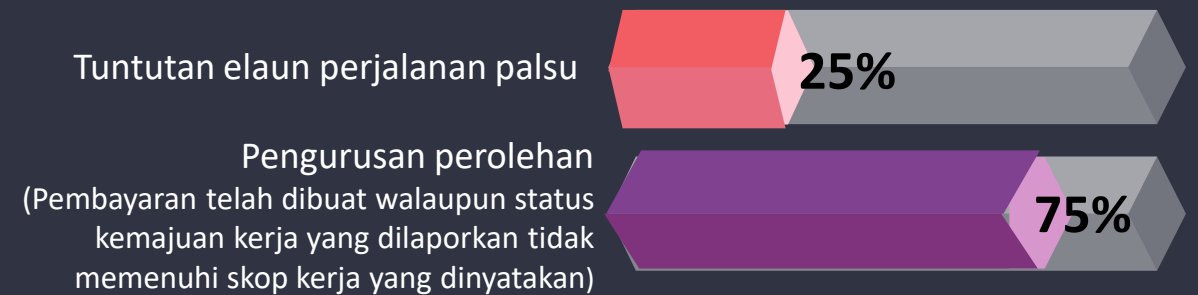 Tuntutan elaun perjalanan palsu
25%
Pengurusan perolehan
(Pembayaran telah dibuat walaupun status
kemajuan kerja yang dilaporkan tidak
memenuhi skop kerja yang dinyatakan)
75%